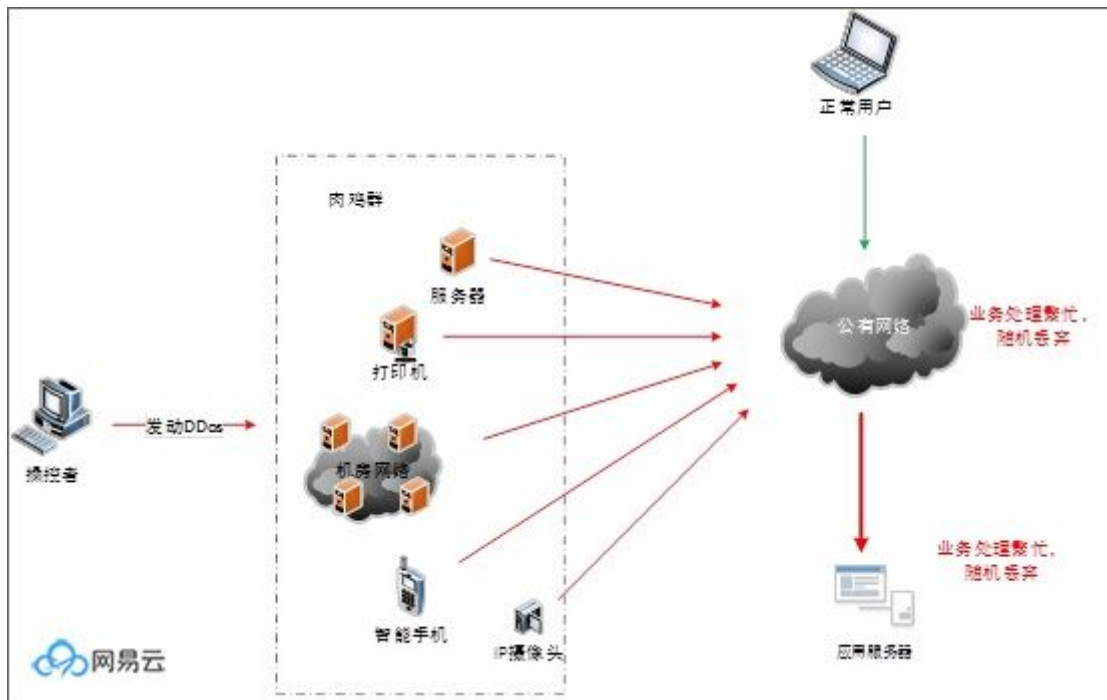 正常用户
肉鸡群
服务器
公有网络
业务处理繁忙，
随机丢弃
打印机
发动DDos
操控者
机房网络
业务处理繁忙，
随机丢弃
智能手机
IP摄像头
应用服务器
网易云